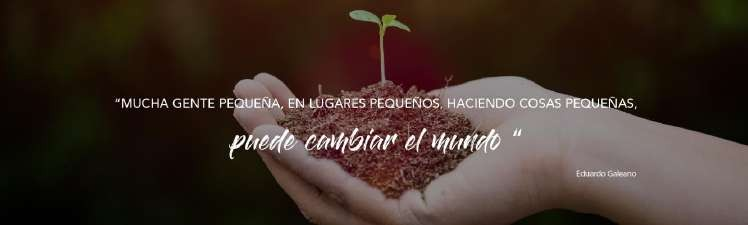 “MUCHA GENTE PEQUEÑA, EN LUGARES PEQUEÑOS, HACIENDO COSAS PEQUEÑAS,
puede cambiar el mundo “
Eduardo Galeano